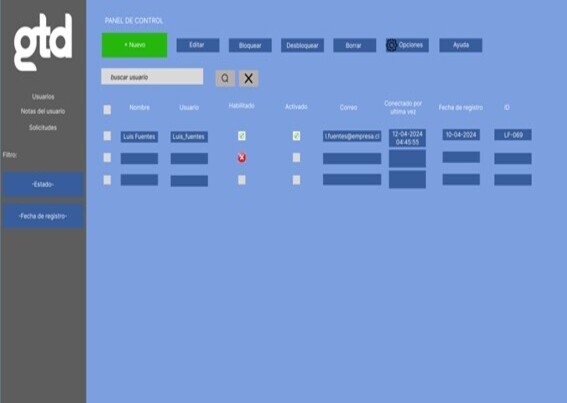 gtd
PANEL DE CONTROL
+ Nuevo
Editar
Bloquear
Desbloquear
Borrar
Opciones
Ayuda
buscar usuario
Usuarios
Notas del usuario
Solicitudes
Filtro:
-Estado-
-Fecha de registro-
Nombre
Usuario
Habilitado
Activado
Correo
Conectado por
ultima vez
Fecha de registro
ID
Luis Fuentes
Luis_fuentes
l.fuentes@empresa.cl
12-04-2024
04:45:55
10-04-2024
LF-069